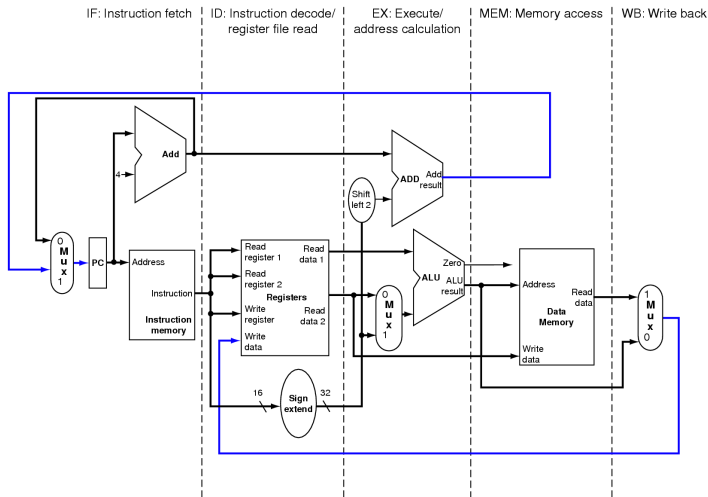 IF: Instruction fetch
ID: Instruction decode/
register file read
EX: Execute/
address calculation
MEM: Memory access
WB: Write back
4
Add
ADD
Add
result
Shift
left 2
0
M
u
x
1
PC
Address
Instruction
Instruction
memory
Read
register 1
Read
register 2
Write
register
Write
data
Registers
Read
data 1
Read
data 2
16
Sign
extend
32
0
M
u
x
1
Zero
ALU
ALU
result
Address
Write
data
Data
Memory
Read
data
1
M
u
x
0